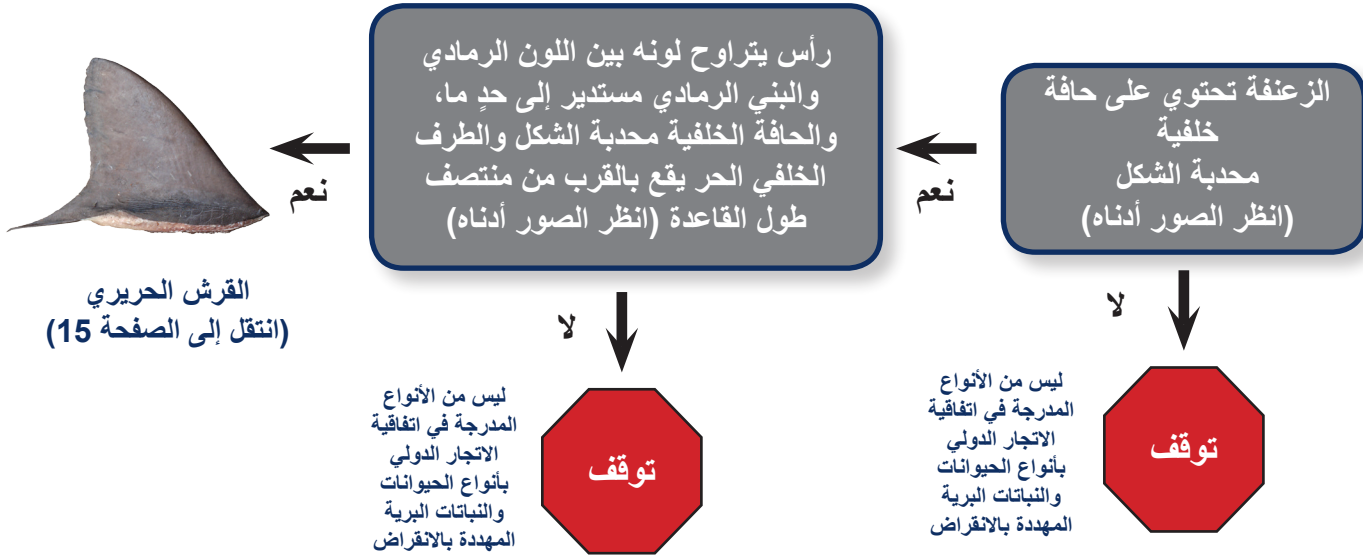 الزعنفة تحتوي على حافة
خلفية
محدبة الشكل
(انظر الصور أدناه)
نعم
لا
توقف
ليس من الأنواع
المدرجة في اتفاقية
الاتجار الدولي
بأنواع الحيوانات
والنباتات البرية
المهددة بالانقراض
رأس يتراوح لونه بين اللون الرمادي
والبني الرمادي مستدير إلى حدٍ ما،
والحافة الخلفية محدبة الشكل والطرف
الخلفي الحر يقع بالقرب من منتصف
طول القاعدة (انظر الصور أدناه)
نعم
لا
توقف
ليس من الأنواع
المدرجة في اتفاقية
الاتجار الدولي
بأنواع الحيوانات
والنباتات البرية
المهددة بالانقراض
القرش الحريري
(انتقل إلى الصفحة 15)